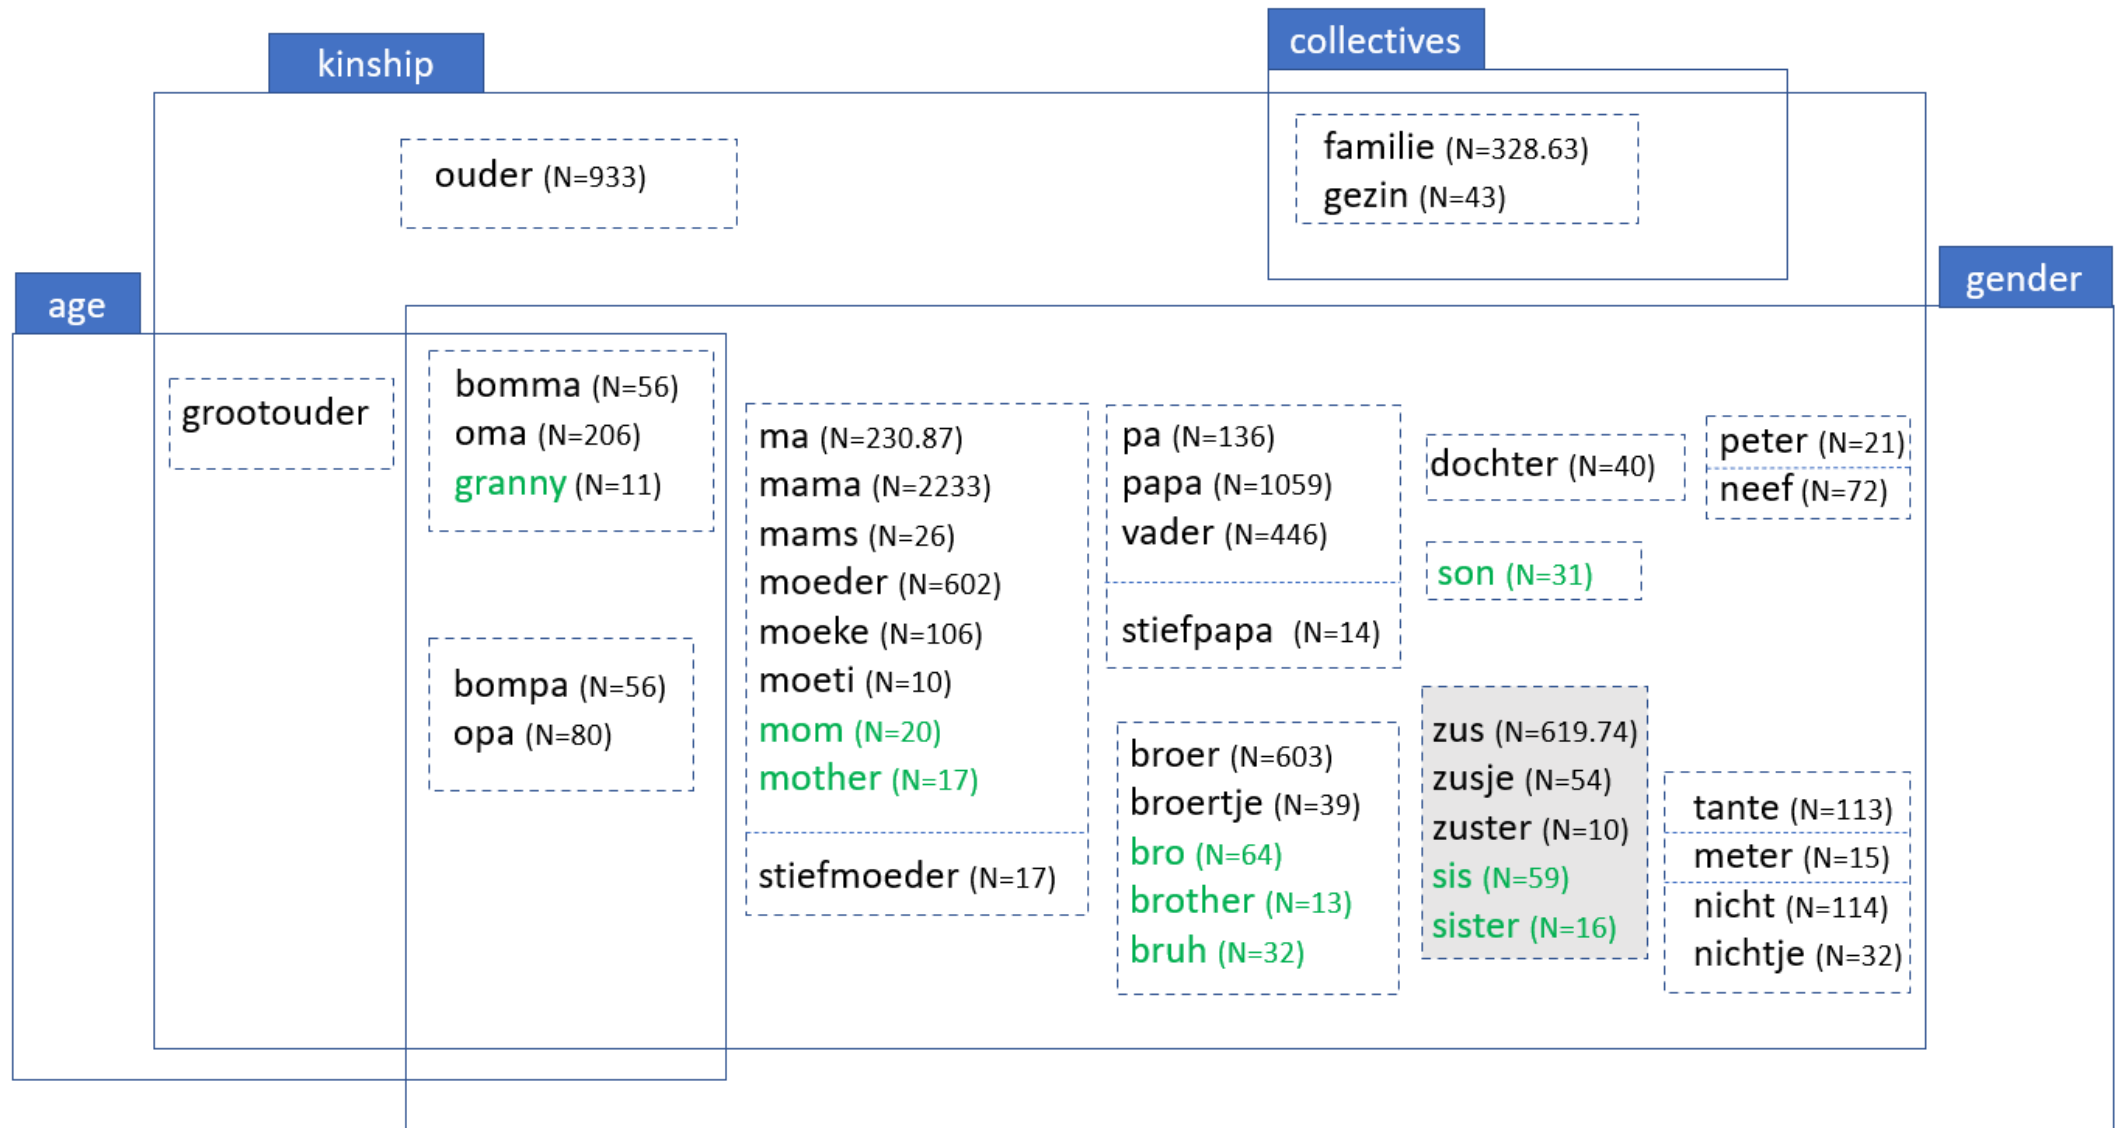 kinship
collectives
ouder (N=933)
familie (N=328.63)
gezin (N=43)
age
gender
grootouder
bomma (N=56)
oma (N=206)
granny (N=11)
bompa (N=56)
opa (N=80)
ma (N=230.87)
mama (N=2233)
mams (N=26)
moeder (N=602)
moeke (N=106)
moeti (N=10)
mom (N=20)
mother (N=17)
stiefmoeder (N=17)
pa (N=136)
papa (N=1059)
vader (N=446)
stiefpapa (N=14)
broer (N=603)
broertje (N=39)
bro (N=64)
brother (N=13)
bruh (N=32)
dochter (N=40)
son (N=31)
zus (N=619.74)
zusje (N=54)
zuster (N=10)
sis (N=59)
sister (N=16)
peter (N=21)
neef (N=72)
tante (N=113)
meter (N=15)
nicht (N=114)
nichtje (N=32)